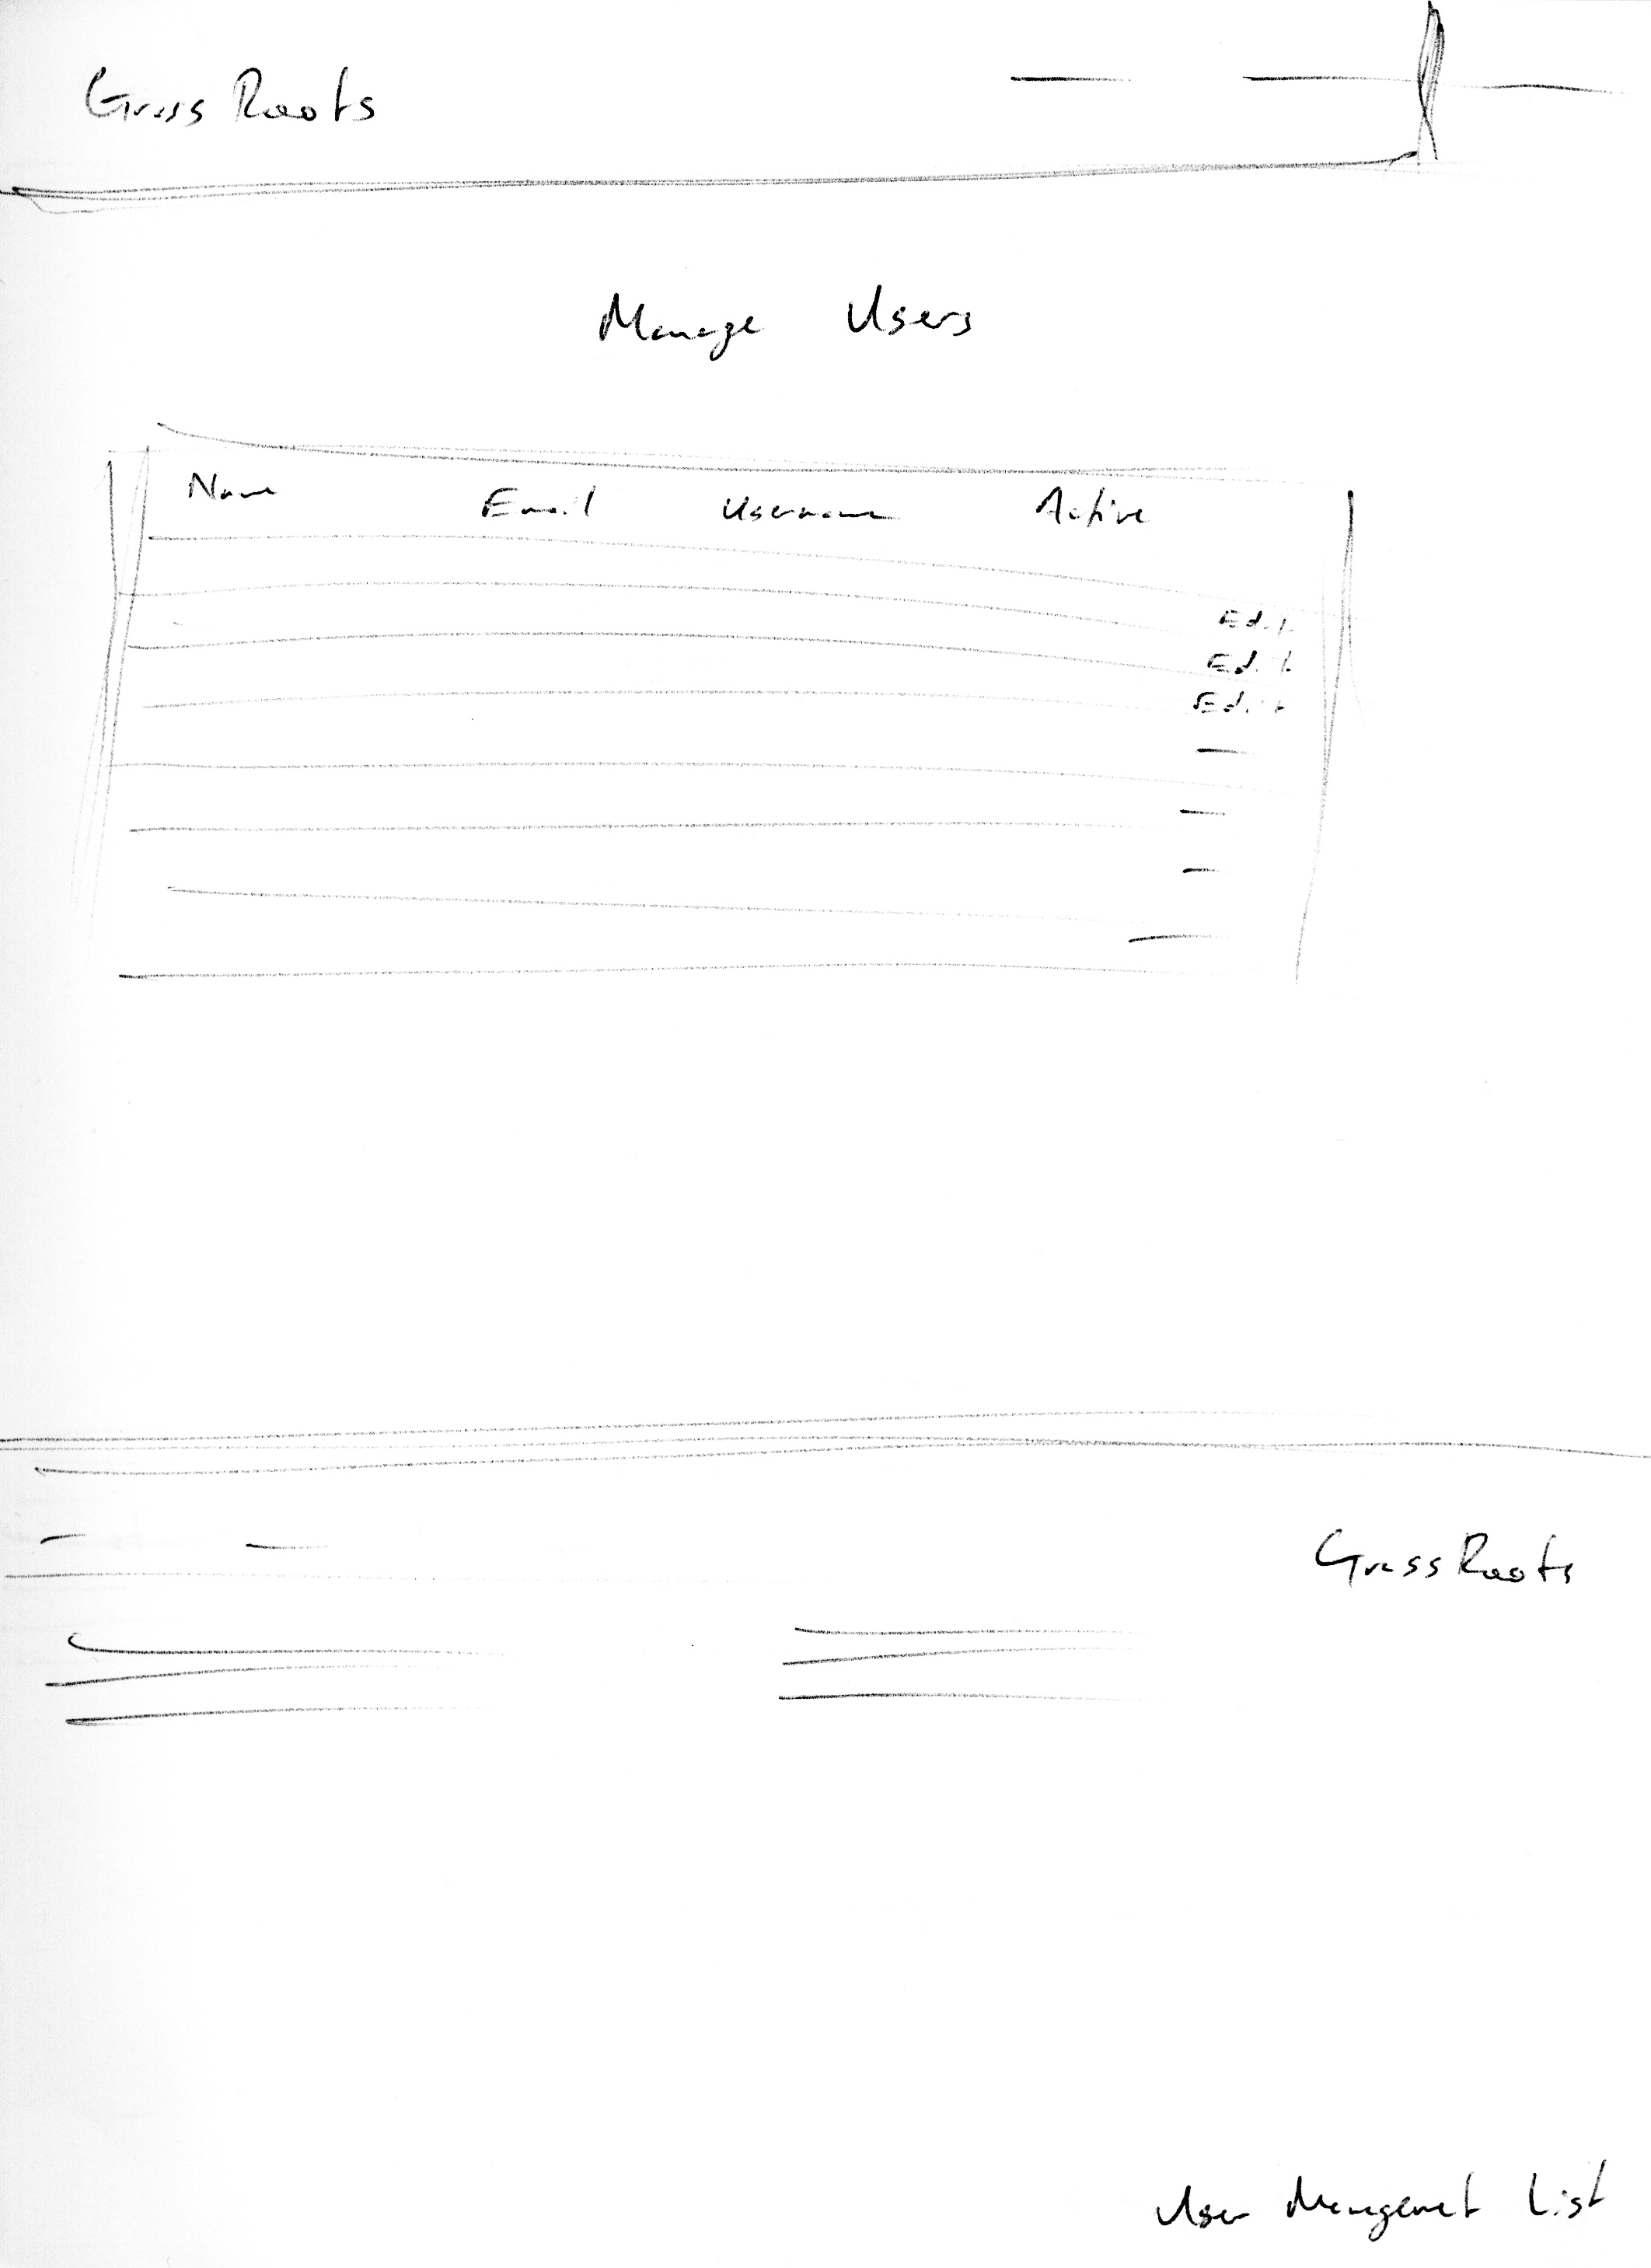 Grass Roots
Manage Users
Name Email Username Active
Edit
Edit
Edit
Grass Roots
User Management List